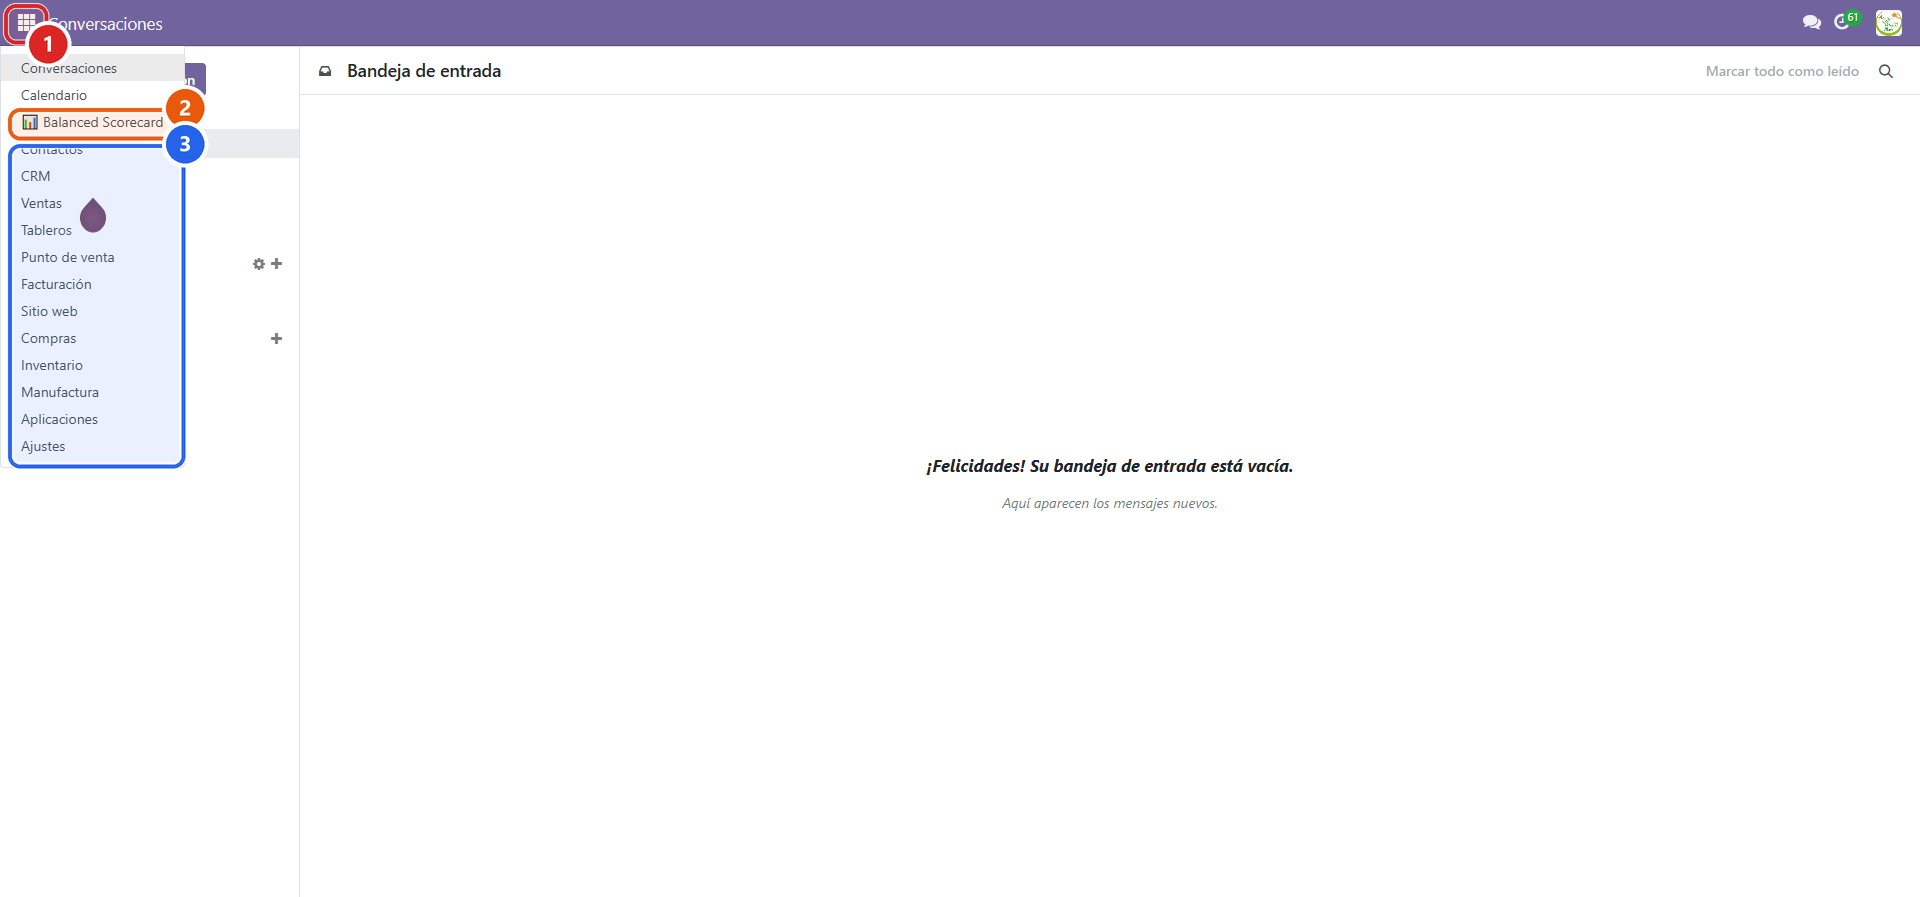 Conversaciones
61
1
Conversaciones
Calendario
2
Balanced Scorecard
3
Contactos
CRM
Ventas
Tableros
Punto de venta
Facturación
Sitio web
Compras
Inventario
Manufactura
Aplicaciones
Ajustes
Bandeja de entrada
Marcar todo como leído
¡Felicidades! Su bandeja de entrada está vacía.
Aquí aparecen los mensajes nuevos.